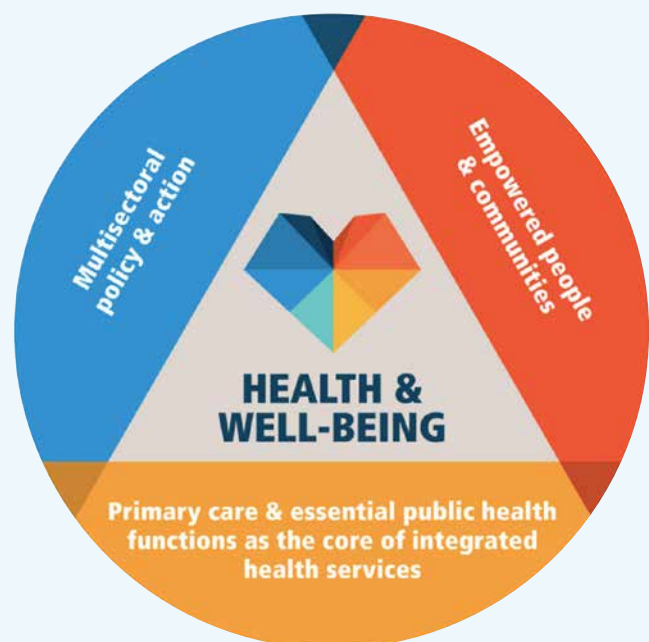 Multisectoral
policy & action
Empowered people
& communities
HEALTH &
WELL-BEING
Primary care & essential public health
functions as the core of integrated
health services